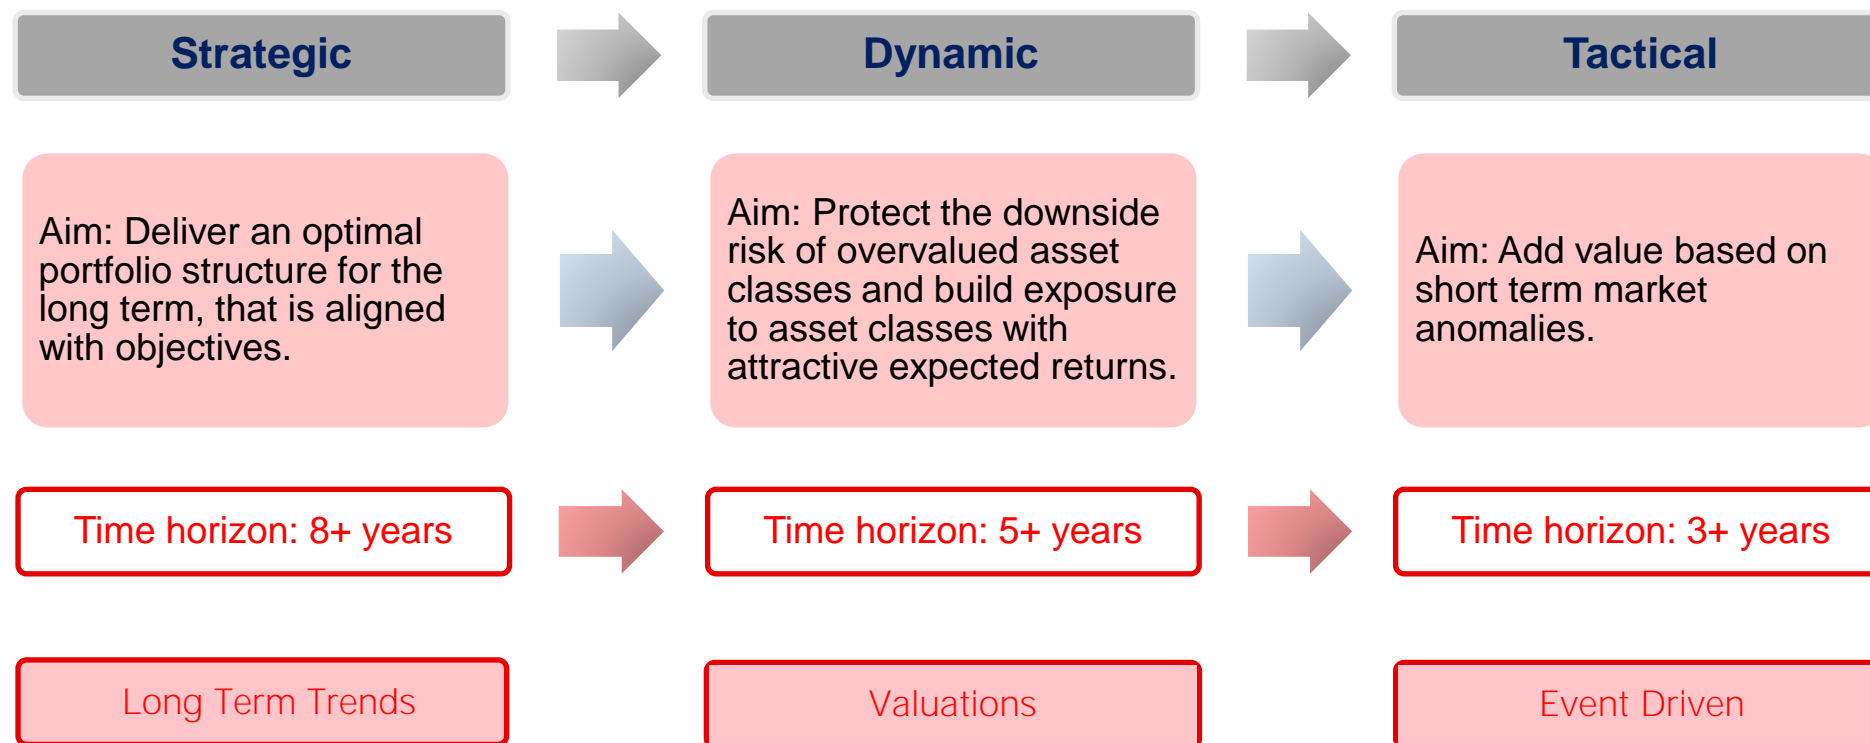 Strategic
Dynamic
Tactical
Aim: Deliver an optimal
portfolio structure for the
long term, that is aligned
with objectives.
Aim: Protect the downside
risk of overvalued asset
classes and build exposure
to asset classes with
attractive expected returns.
Aim: Add value based on
short term market
anomalies.
Time horizon: 8+ years
Time horizon: 5+ years
Time horizon: 3+ years
Long Term Trends
Valuations
Event Driven